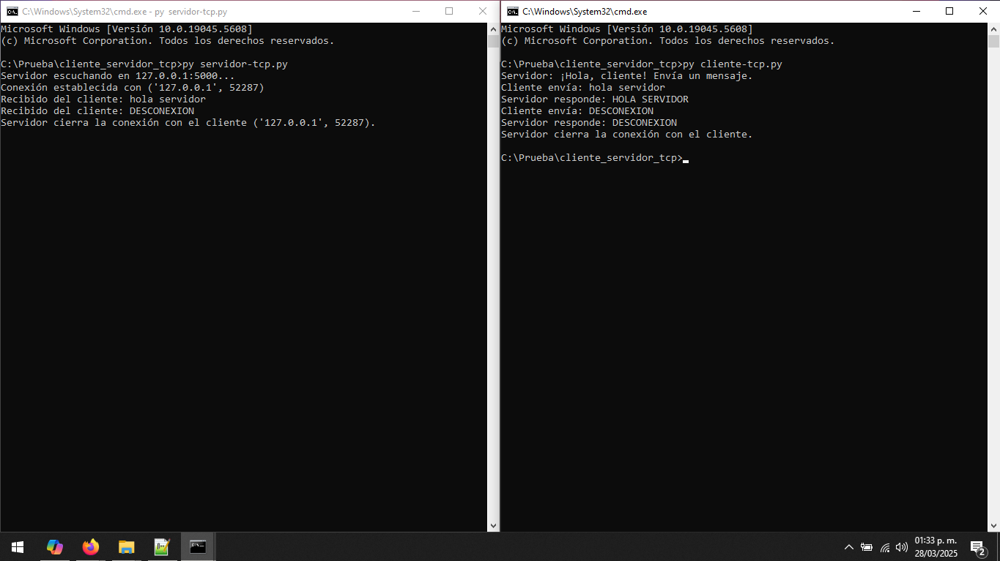 C:\Windows\System32\cmd.exe - py servidor-tcp.py
Microsoft Windows [Versión 10.0.19045.5608]
(c) Microsoft Corporation. Todos los derechos reservados.
C:\Prueba\cliente_servidor_tcp>py servidor-tcp.py
Servidor escuchando en 127.0.0.1:5000...
Conexión establecida con ('127.0.0.1', 52287)
Recibido del cliente: hola servidor
Recibido del cliente: DESCONEXION
Servidor cierra la conexión con el cliente ('127.0.0.1', 52287).
C:\Windows\System32\cmd.exe
Microsoft Windows [Versión 10.0.19045.5608]
(c) Microsoft Corporation. Todos los derechos reservados.
C:\Prueba\cliente_servidor_tcp>py cliente-tcp.py
Servidor: ¡Hola, cliente! Envía un mensaje.
Cliente envía: hola servidor
Servidor responde: HOLA SERVIDOR
Cliente envía: DESCONEXION
Servidor responde: DESCONEXION
Servidor cierra la conexión con el cliente.
C:\Prueba\cliente_servidor_tcp>
01:33 p. m.
28/03/2025
2